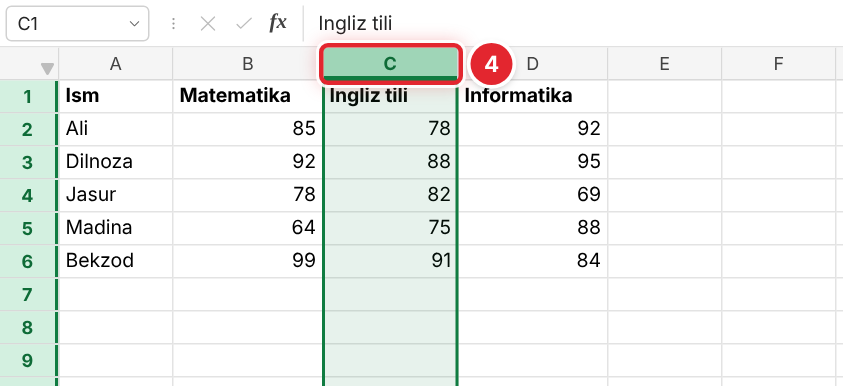 C1 fx Ingliz tili
A B C 4 D E F
1 Ism Matematika Ingliz tili Informatika
2 Ali 85 78 92
3 Dilnoza 92 88 95
4 Jasur 78 82 69
5 Madina 64 75 88
6 Bekzod 99 91 84
7
8
9